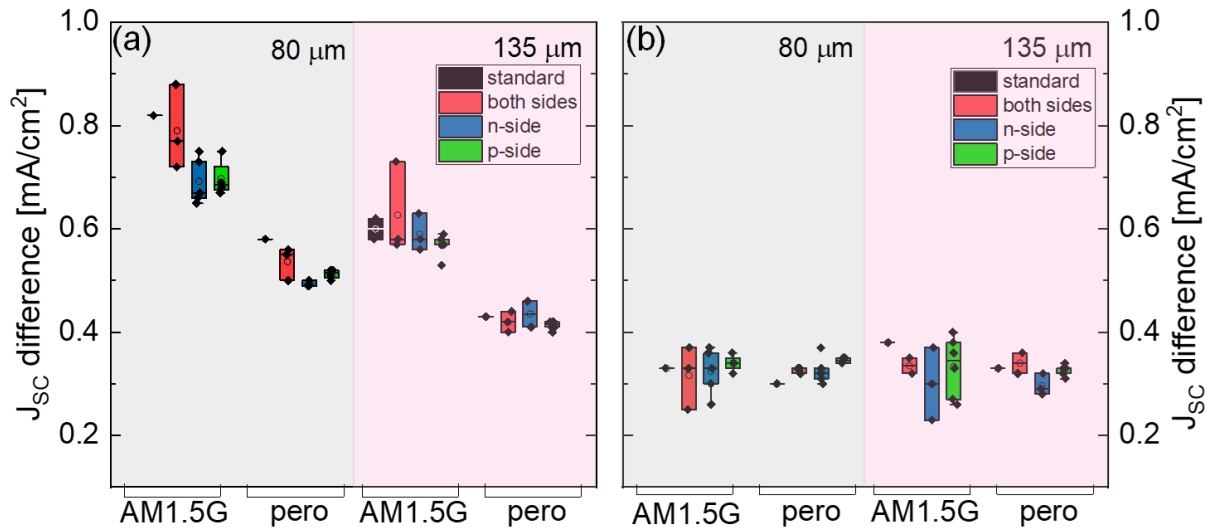 (a)
80 μm
135 μm
standard
both sides
n-side
p-side
J_SC difference [mA/cm²]
1.0
0.8
0.6
0.4
0.2
AM1.5G
pero
AM1.5G
pero
(b)
80 μm
135 μm
standard
both sides
n-side
p-side
1.0
0.8
0.6
0.4
0.2
J_SC difference [mA/cm²]
AM1.5G
pero
AM1.5G
pero